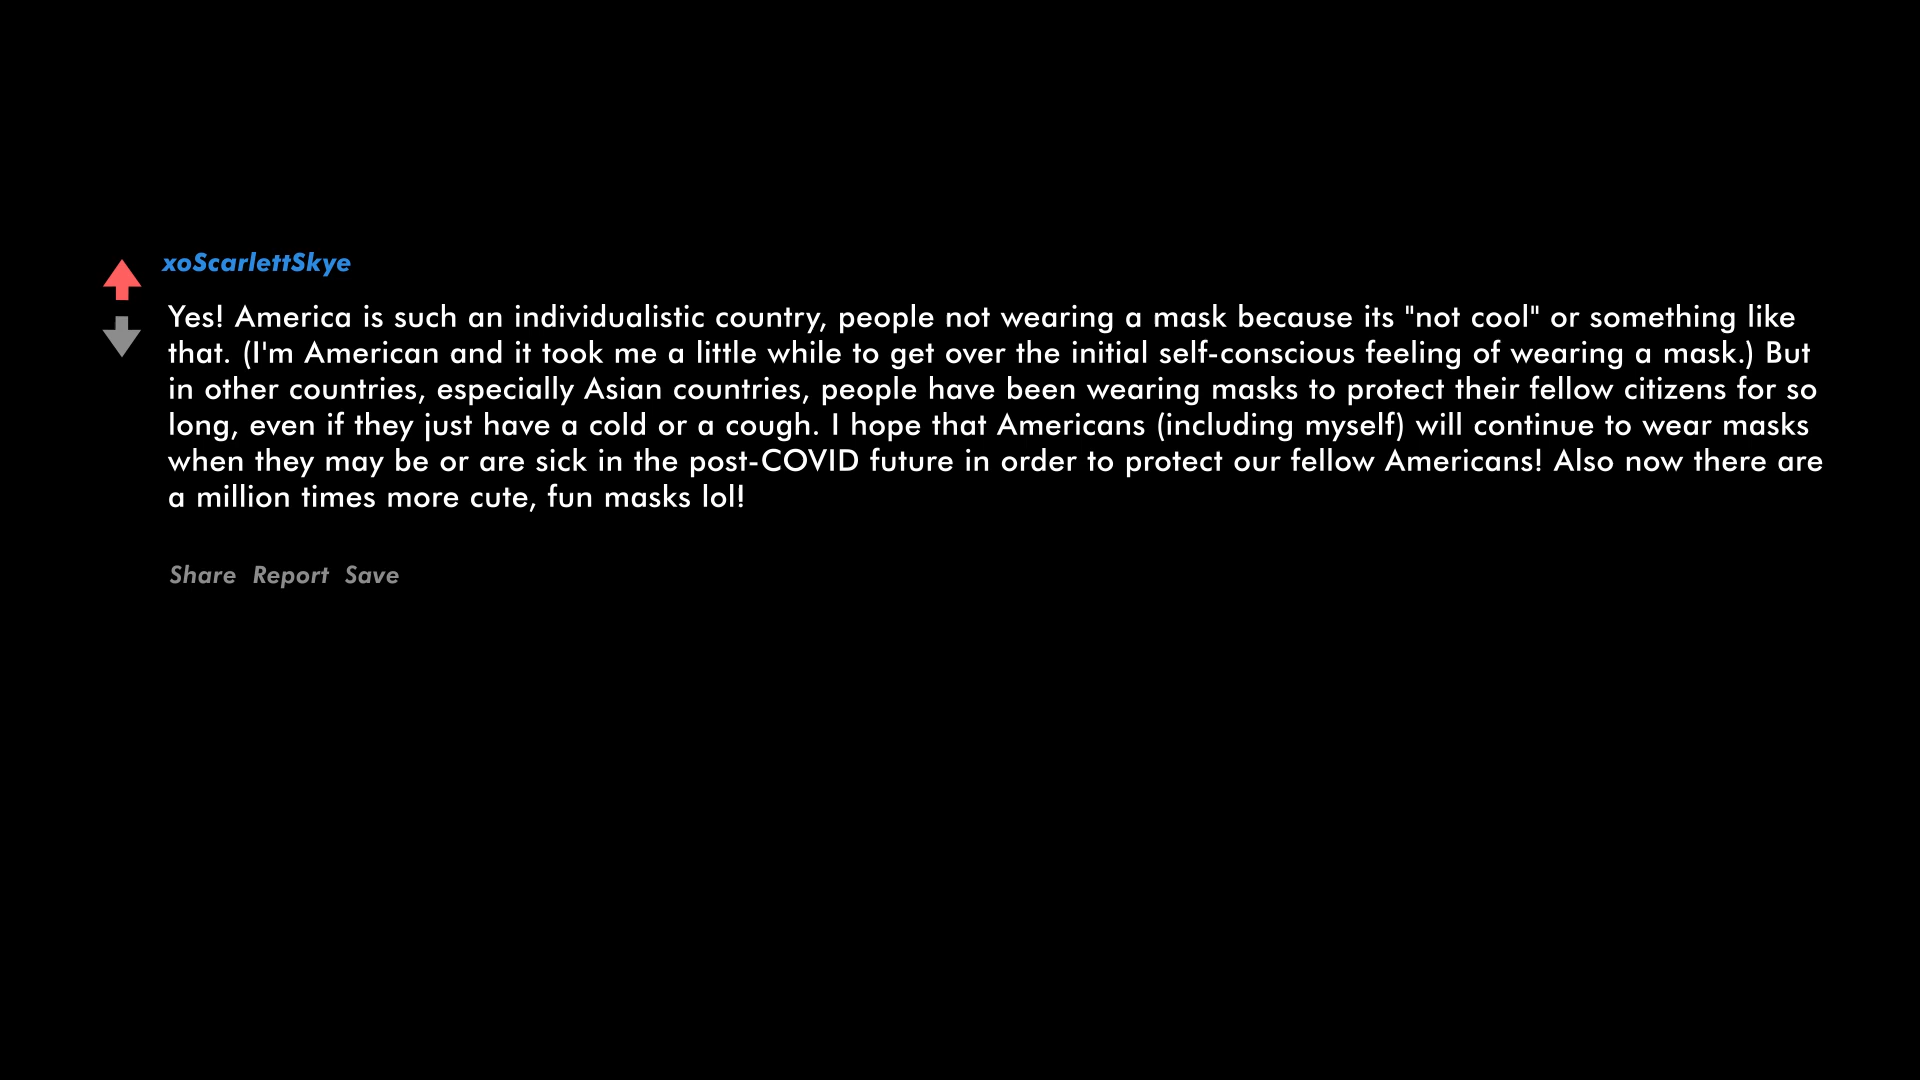 xoScarlettSkye
Yes! America is such an individualistic country, people not wearing a mask because its "not cool" or something like
that. (I'm American and it took me a little while to get over the initial self-conscious feeling of wearing a mask.) But
in other countries, especially Asian countries, people have been wearing masks to protect their fellow citizens for so
long, even if they just have a cold or a cough. I hope that Americans (including myself) will continue to wear masks
when they may be or are sick in the post-COVID future in order to protect our fellow Americans! Also now there are
a million times more cute, fun masks lol!
Share Report Save